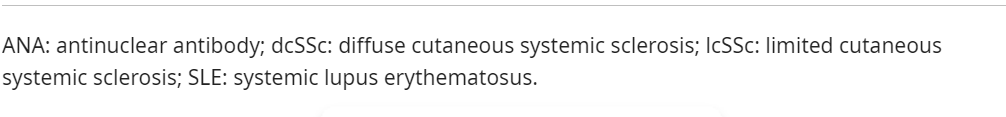 ANA: antinuclear antibody; dcSSc: diffuse cutaneous systemic sclerosis; lcSSc: limited cutaneous
systemic sclerosis; SLE: systemic lupus erythematosus.